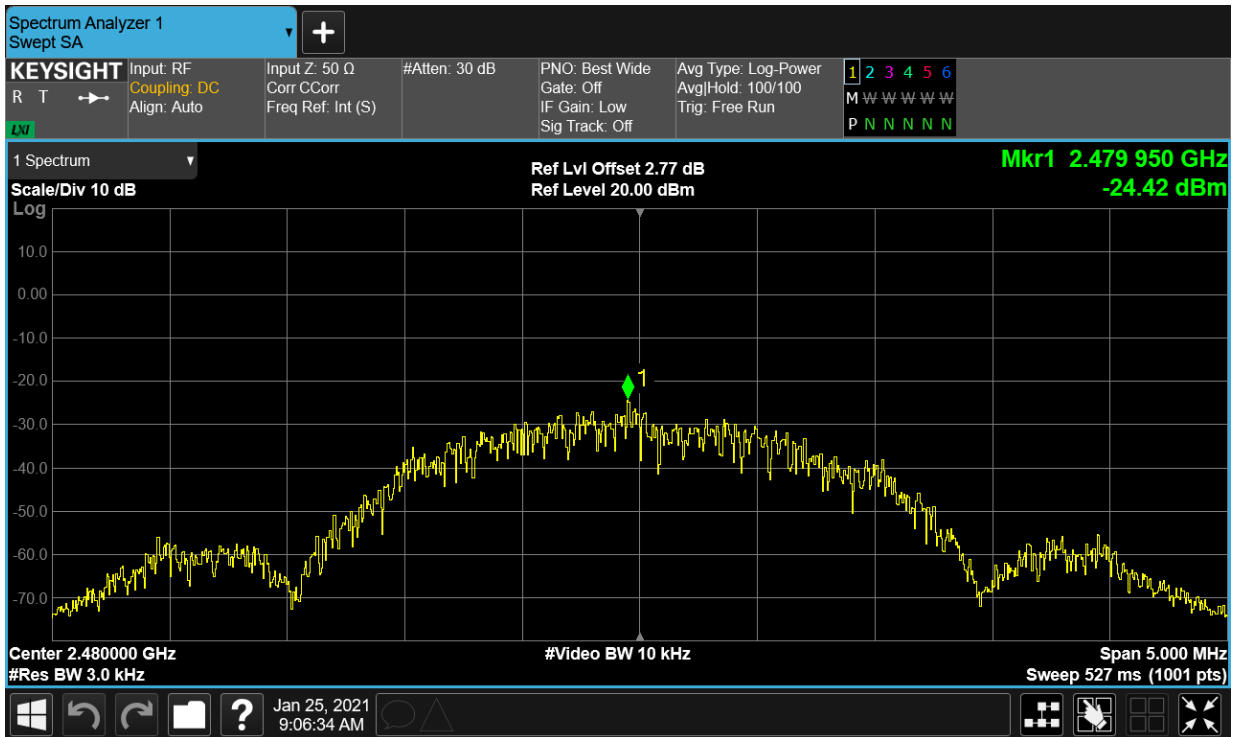 Spectrum Analyzer 1
Swept SA
KEYSIGHT
R T
LXI
Input: RF
Coupling: DC
Align: Auto
Input Z: 50 Ω
Corr CCorr
Freq Ref: Int (S)
#Atten: 30 dB
PNO: Best Wide
Gate: Off
IF Gain: Low
Sig Track: Off
Avg Type: Log-Power
Avg|Hold: 100/100
Trig: Free Run
1 2 3 4 5 6
M W W W W W
P N N N N N
1 Spectrum
Scale/Div 10 dB
Log
Ref Lvl Offset 2.77 dB
Ref Level 20.00 dBm
Mkr1 2.479 950 GHz
-24.42 dBm
10.0
0.00
-10.0
-20.0
-30.0
-40.0
-50.0
-60.0
-70.0
1
Center 2.480000 GHz
#Res BW 3.0 kHz
#Video BW 10 kHz
Span 5.000 MHz
Sweep 527 ms (1001 pts)
?
Jan 25, 2021
9:06:34 AM